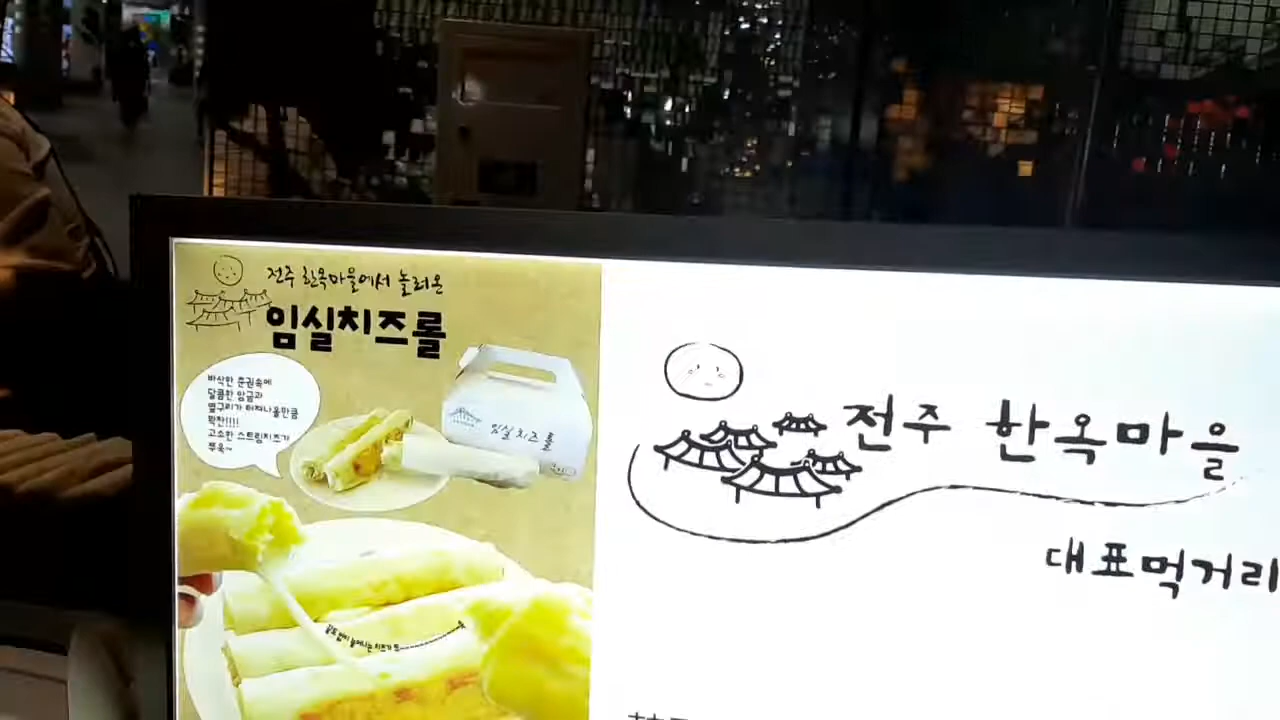 전주 한옥마을에서 놀러온
임실치즈롤
바삭한 춘권속에
달콤한 앙금과
옆구리가 터져나올만큼
꽉찬!!!!
고소한 스트링치즈가
쭈욱~
임실치즈롤
전주 한옥마을
대표먹거리